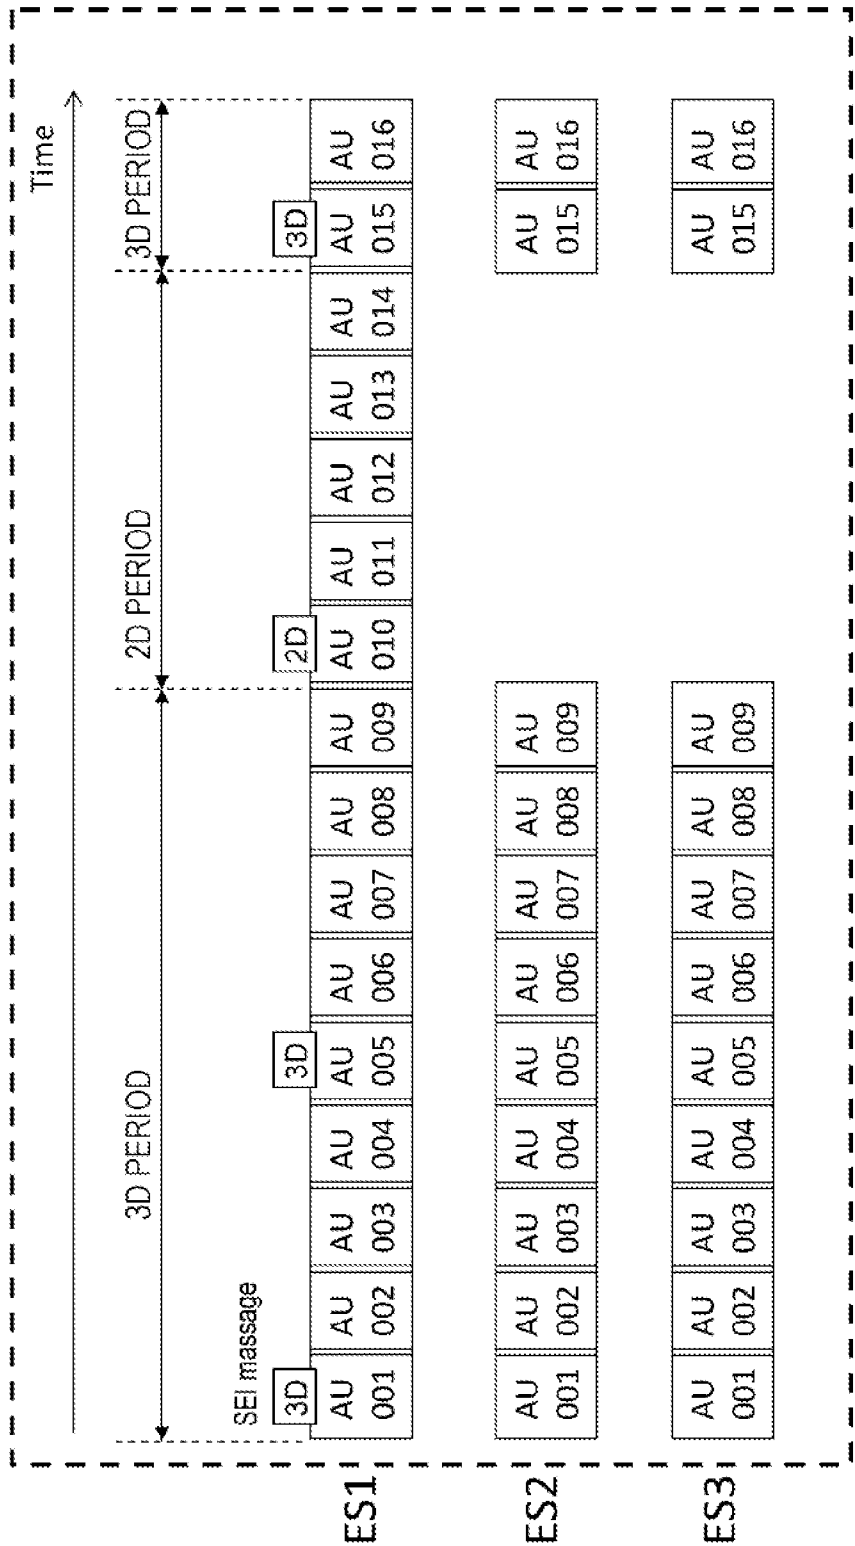 Time
3D PERIOD 2D PERIOD 3D PERIOD
SEI massage
3D 3D 2D 3D
ES1
AU 001 AU 002 AU 003 AU 004 AU 005 AU 006 AU 007 AU 008 AU 009 AU 010 AU 011 AU 012 AU 013 AU 014 AU 015 AU 016
ES2
AU 001 AU 002 AU 003 AU 004 AU 005 AU 006 AU 007 AU 008 AU 009 AU 015 AU 016
ES3
AU 001 AU 002 AU 003 AU 004 AU 005 AU 006 AU 007 AU 008 AU 009 AU 015 AU 016